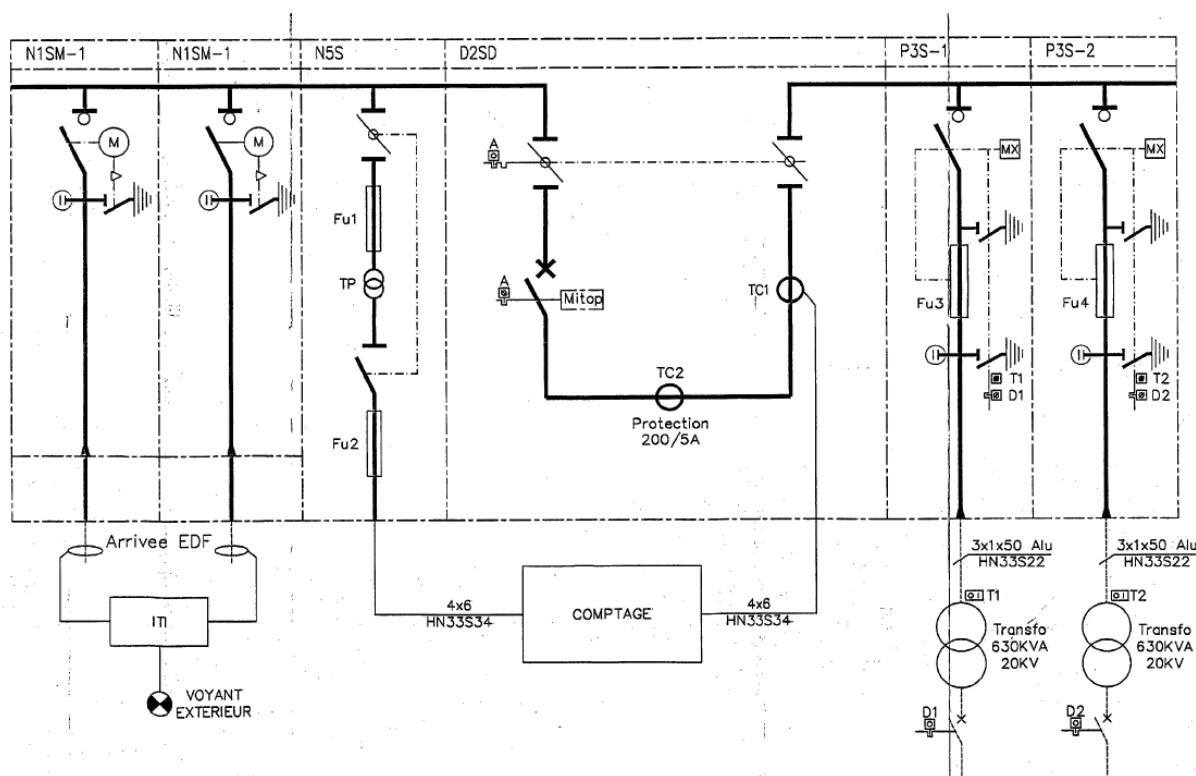 N1SM-1
N1SM-1
N5S
D2SD
P3S-1
P3S-2
M
M
A
MX
MX
Fu1
TP
A
Mitop
TC1
Fu3
Fu4
TC2
Protection
200/5A
T1
D1
T2
D2
Fu2
Arrivee EDF
3x1x50 Alu
HN33S22
3x1x50 Alu
HN33S22
ITI
4x6
HN33S34
COMPTAGE
4x6
HN33S34
T1
T2
Transfo
630KVA
20KV
Transfo
630KVA
20KV
VOYANT
EXTERIEUR
D1
D2